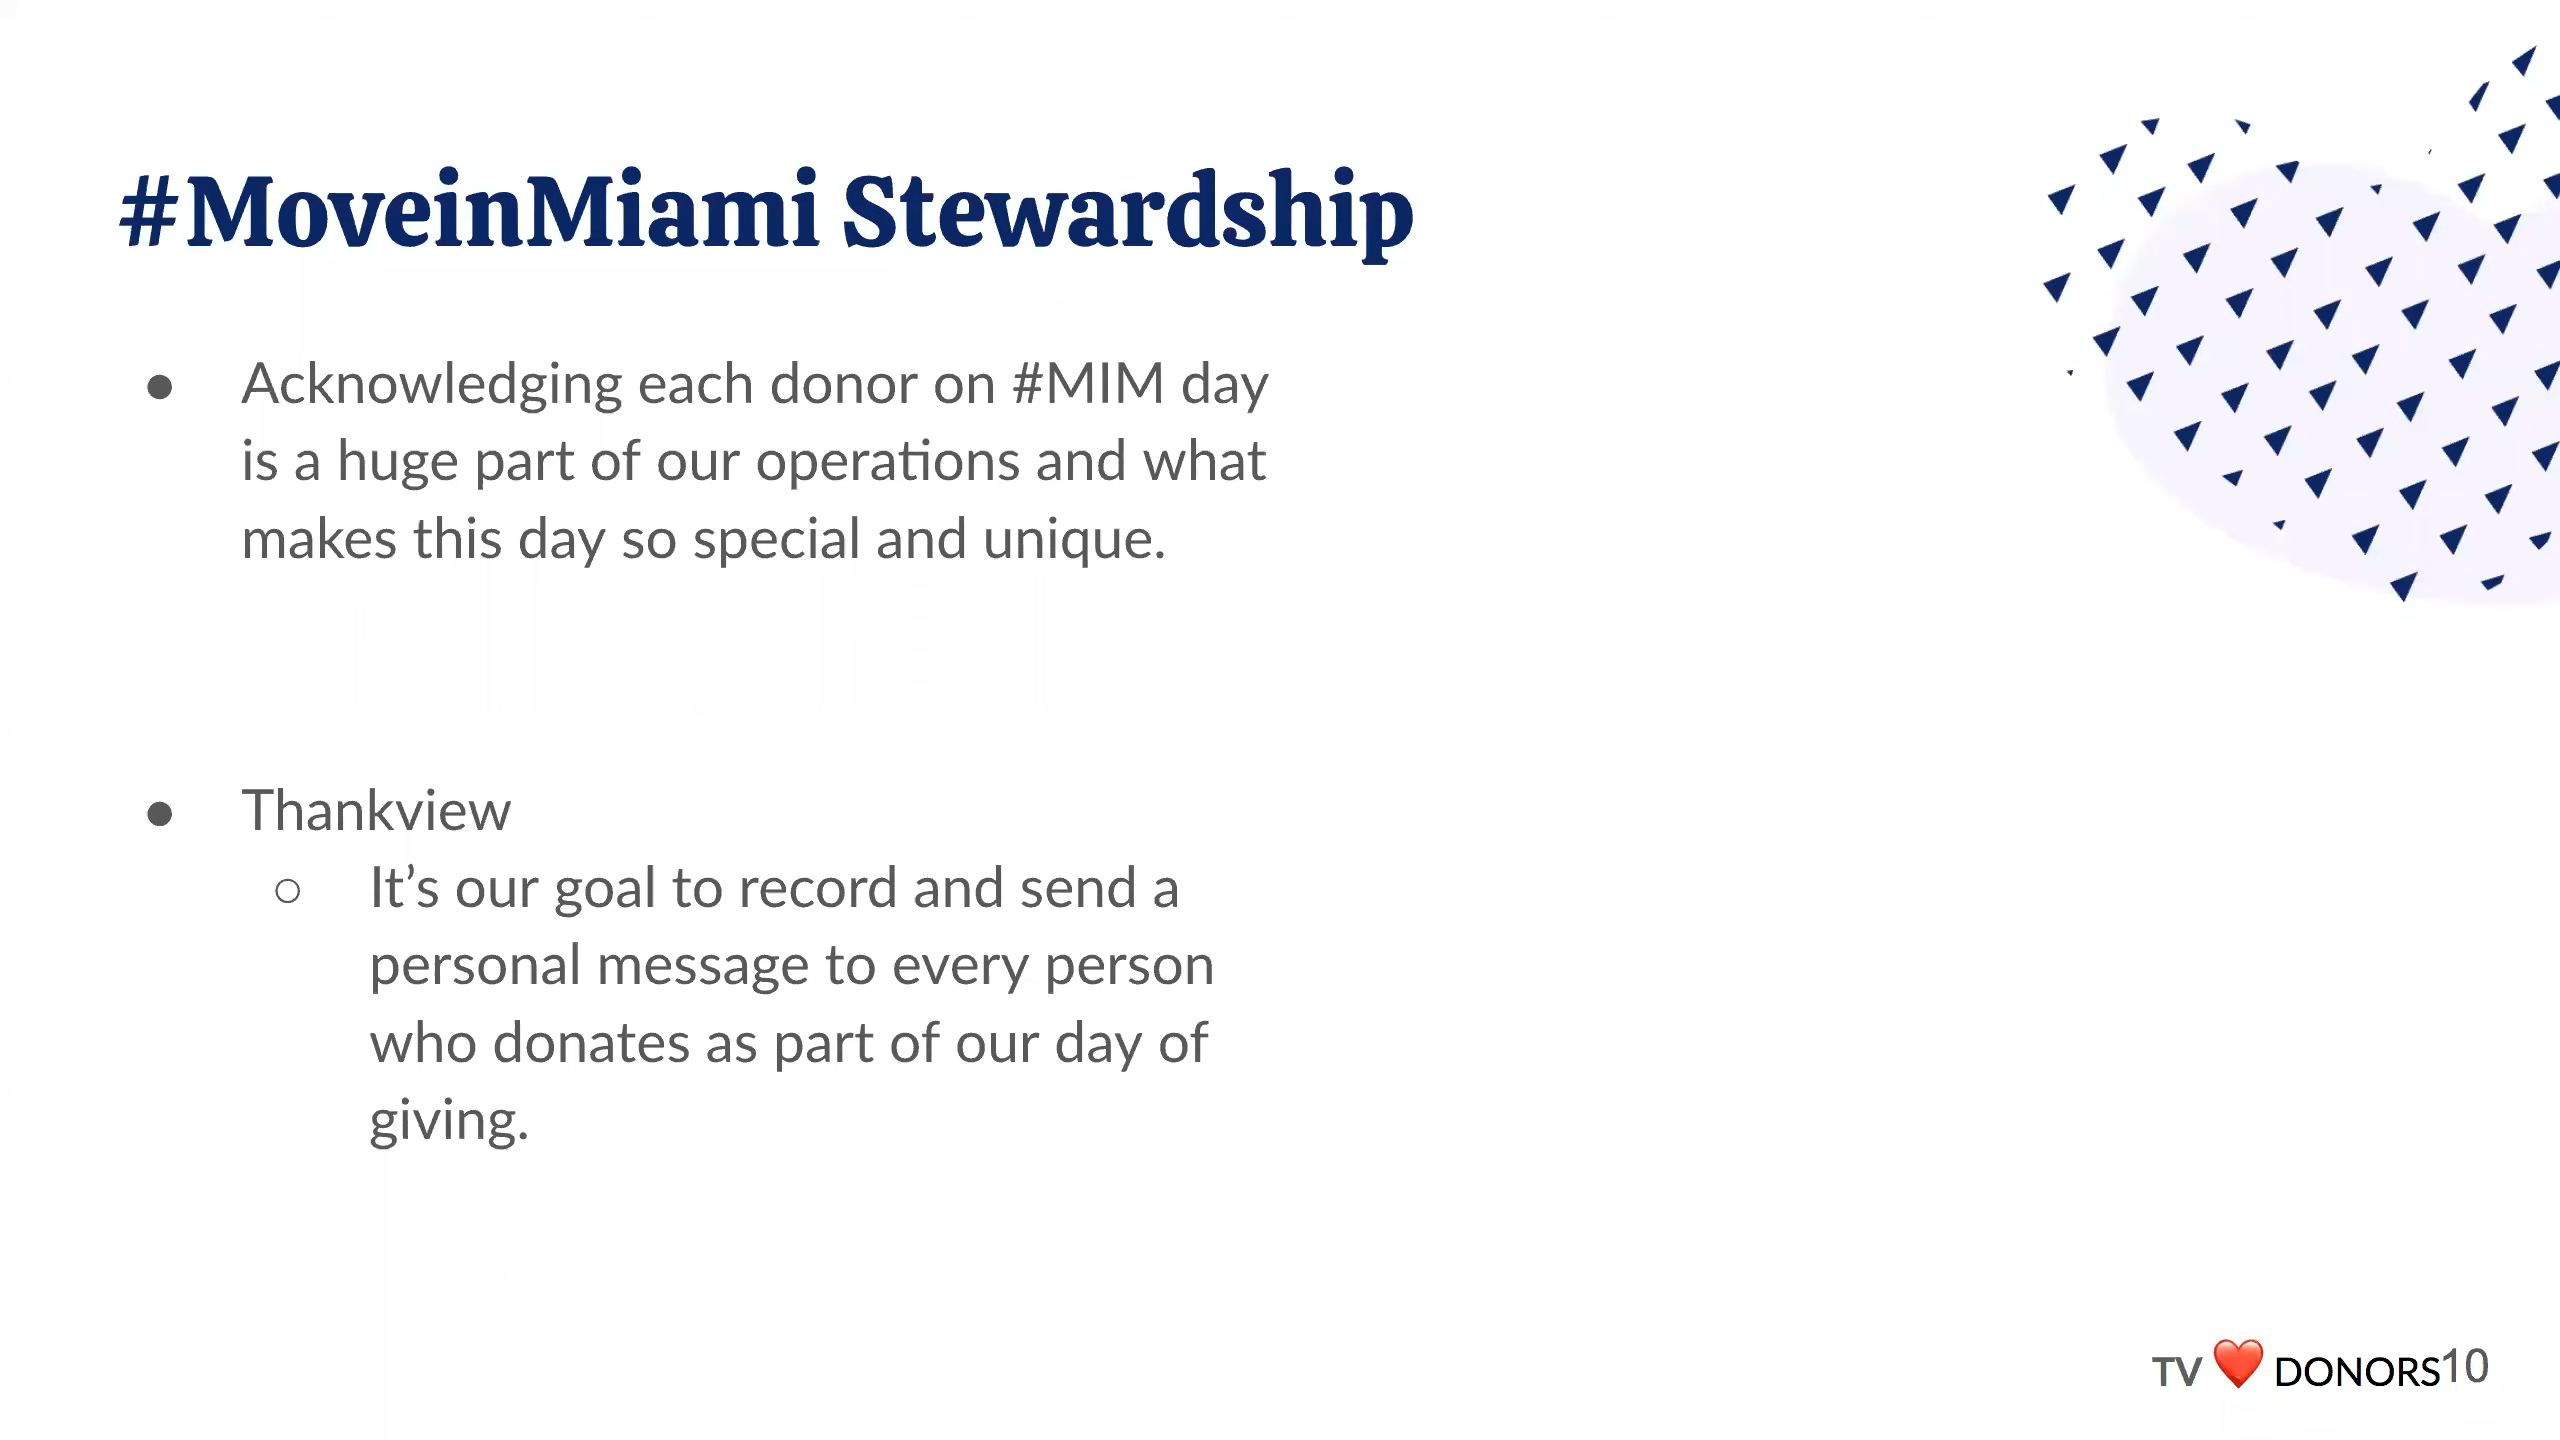 #MoveinMiami Stewardship
● Acknowledging each donor on #MIM day
is a huge part of our operations and what
makes this day so special and unique.
● Thankview
○ It’s our goal to record and send a
personal message to every person
who donates as part of our day of
giving.
TV ❤️ DONORS10